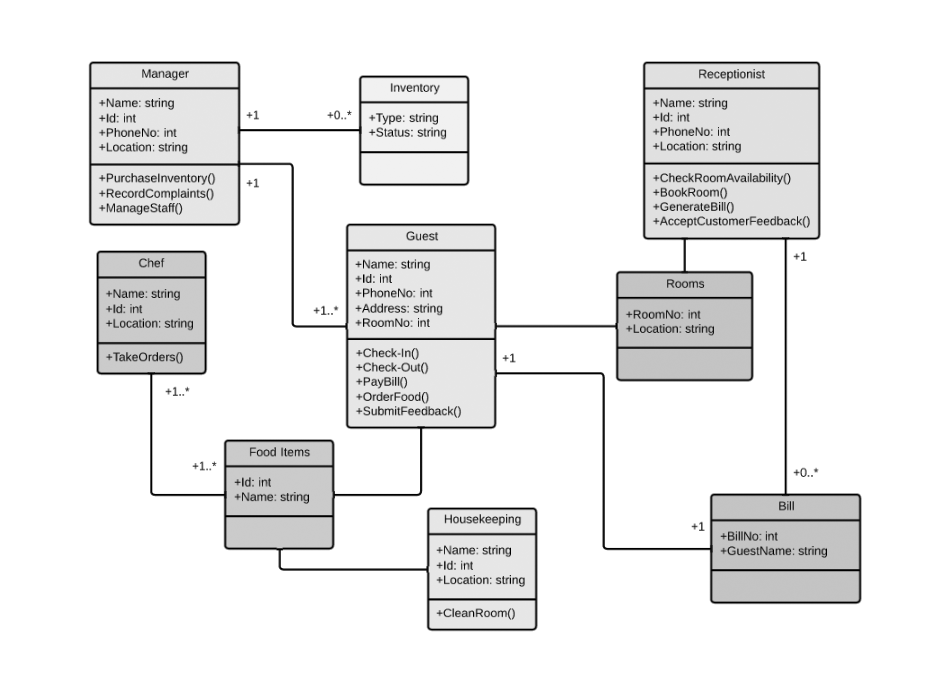 Manager
+Name: string
+Id: int
+PhoneNo: int
+Location: string
+PurchaseInventory()
+RecordComplaints()
+ManageStaff()
+1
+0..*
+1
Inventory
+Type: string
+Status: string
Receptionist
+Name: string
+Id: int
+PhoneNo: int
+Location: string
+CheckRoomAvailability()
+BookRoom()
+GenerateBill()
+AcceptCustomerFeedback()
+1
Guest
+Name: string
+Id: int
+PhoneNo: int
+Address: string
+RoomNo: int
+Check-In()
+Check-Out()
+PayBill()
+OrderFood()
+SubmitFeedback()
+1..*
+1
Chef
+Name: string
+Id: int
+Location: string
+TakeOrders()
+1..*
Rooms
+RoomNo: int
+Location: string
+1..*
Food Items
+Id: int
+Name: string
+0..*
+1
Bill
+BillNo: int
+GuestName: string
Housekeeping
+Name: string
+Id: int
+Location: string
+CleanRoom()